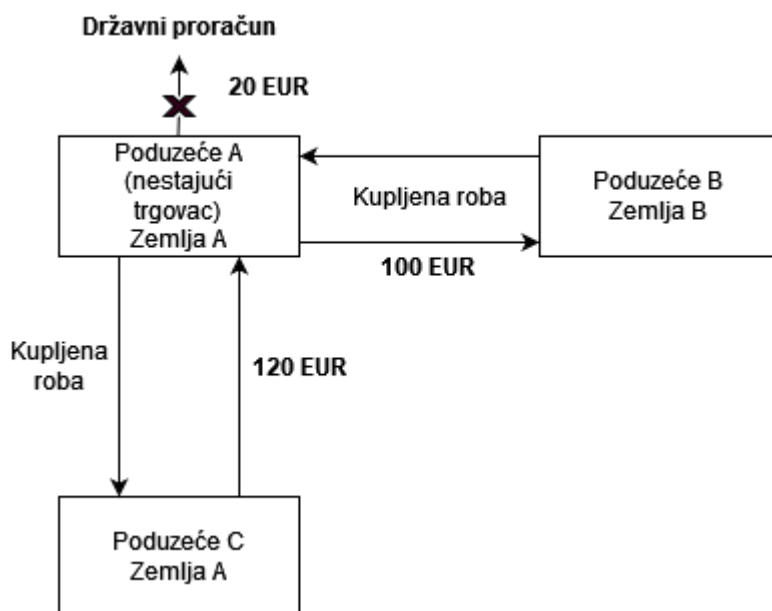 Državni proračun
20 EUR
Poduzeće A
(nestajući
trgovac)
Zemlja A
Kupljena roba
Poduzeće B
Zemlja B
100 EUR
Kupljena
roba
120 EUR
Poduzeće C
Zemlja A